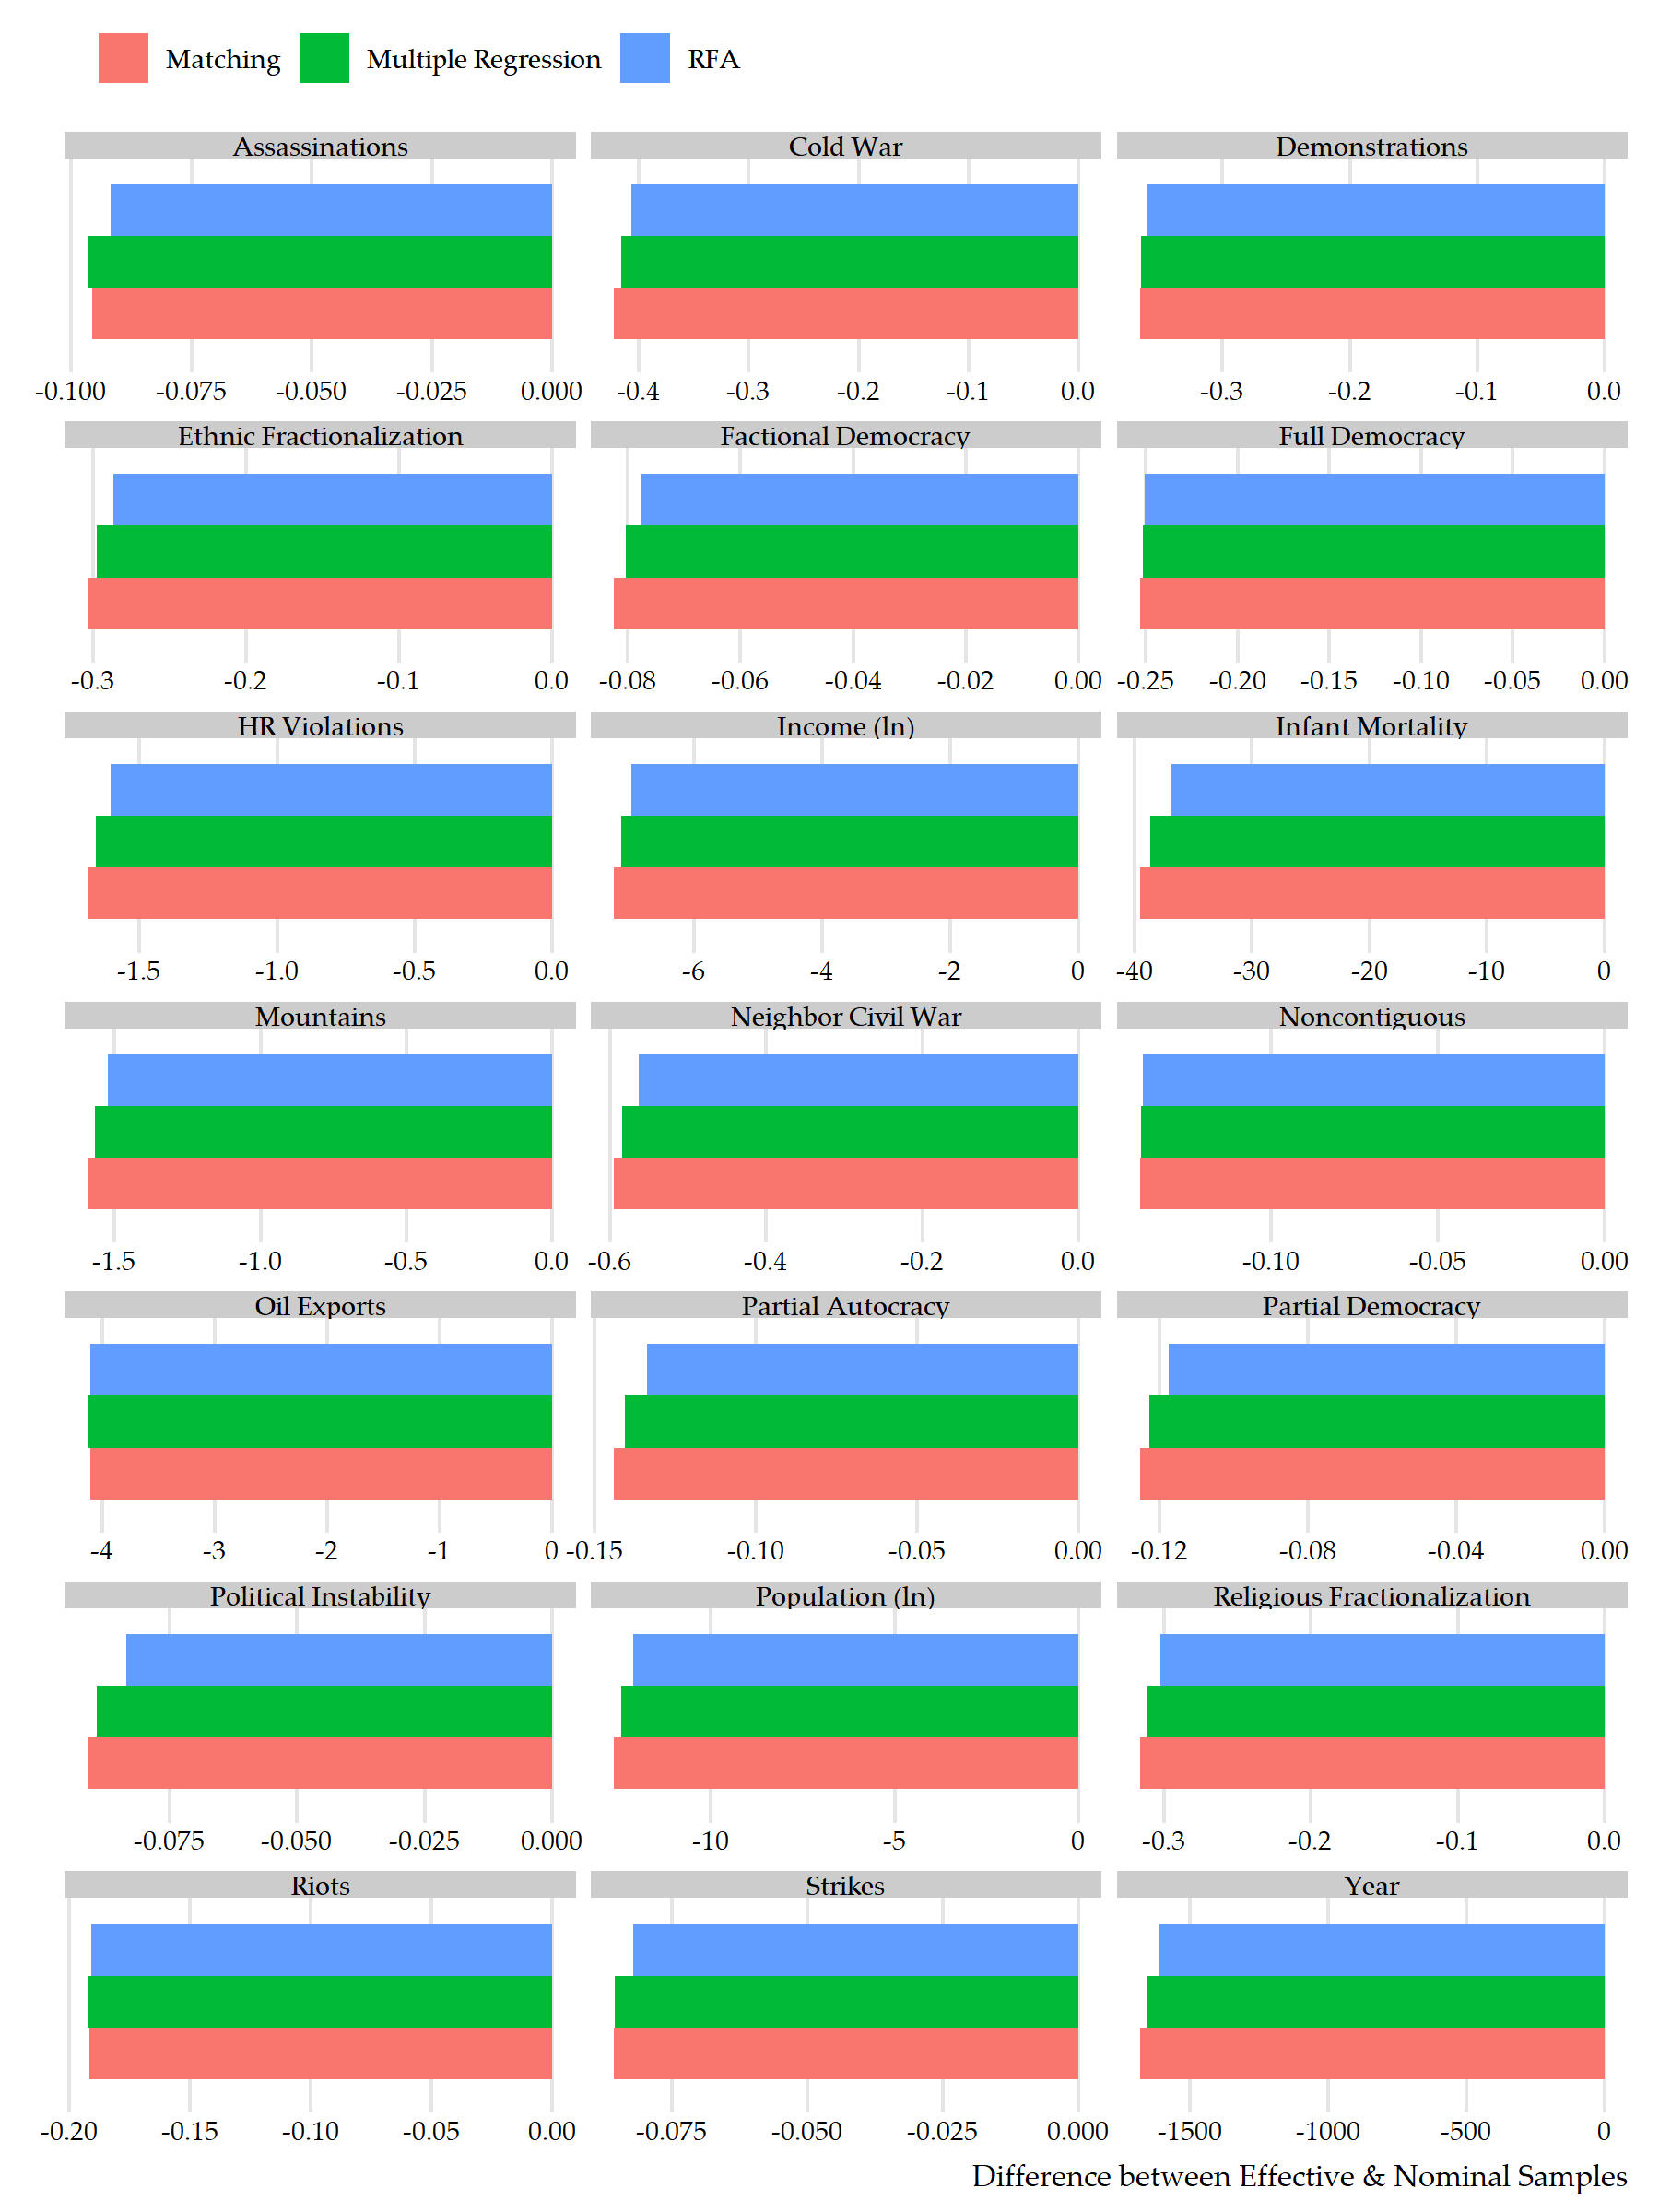 Matching Multiple Regression RFA
Assassinations Cold War Demonstrations
-0.100 -0.075 -0.050 -0.025 0.000 -0.4 -0.3 -0.2 -0.1 0.0 -0.3 -0.2 -0.1 0.0
Ethnic Fractionalization Factional Democracy Full Democracy
-0.3 -0.2 -0.1 0.0 -0.08 -0.06 -0.04 -0.02 0.00 -0.25 -0.20 -0.15 -0.10 -0.05 0.00
HR Violations Income (ln) Infant Mortality
-1.5 -1.0 -0.5 0.0 -6 -4 -2 0 -40 -30 -20 -10 0
Mountains Neighbor Civil War Noncontiguous
-1.5 -1.0 -0.5 0.0 -0.6 -0.4 -0.2 0.0 -0.10 -0.05 0.00
Oil Exports Partial Autocracy Partial Democracy
-4 -3 -2 -1 0 -0.15 -0.10 -0.05 0.00 -0.12 -0.08 -0.04 0.00
Political Instability Population (ln) Religious Fractionalization
-0.075 -0.050 -0.025 0.000 -10 -5 0 -0.3 -0.2 -0.1 0.0
Riots Strikes Year
-0.20 -0.15 -0.10 -0.05 0.00 -0.075 -0.050 -0.025 0.000 -1500 -1000 -500 0
Difference between Effective & Nominal Samples